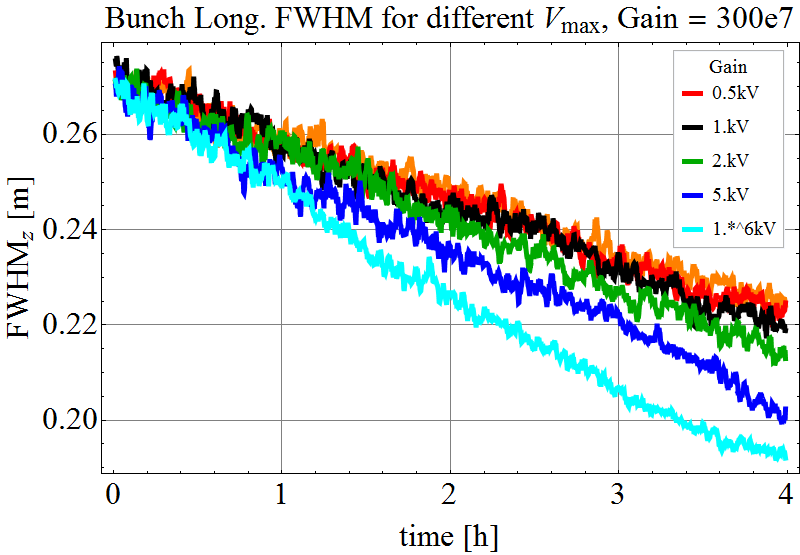 Bunch Long. FWHM for different Vmax, Gain = 300e7
Gain
0.5kV
1.kV
2.kV
5.kV
1.*^6kV
0.26
0.24
0.22
0.20
FWHMz [m]
0 1 2 3 4
time [h]